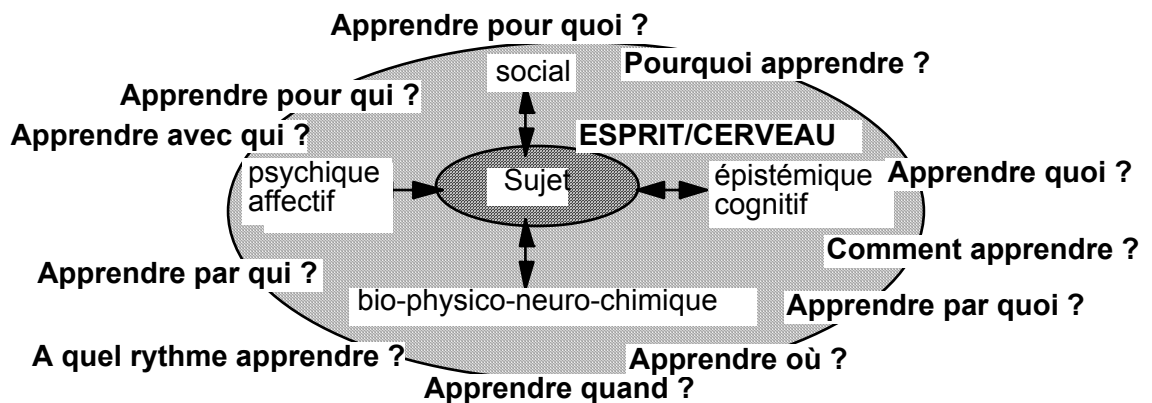 Apprendre pour quoi ?
social
Pourquoi apprendre ?
Apprendre pour qui ?
Apprendre avec qui ?
ESPRIT/CERVEAU
psychique
affectif
Sujet
épistémique
cognitif
Apprendre quoi ?
Comment apprendre ?
Apprendre par qui ?
bio-physico-neuro-chimique
Apprendre par quoi ?
A quel rythme apprendre ?
Apprendre où ?
Apprendre quand ?